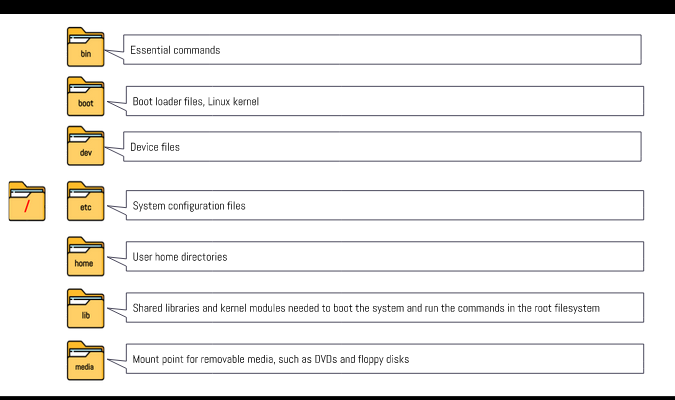 bin
Essential commands
boot
Boot loader files, Linux kernel
dev
Device files
/
etc
System configuration files
home
User home directories
lib
Shared libraries and kernel modules needed to boot the system and run the commands in the root filesystem
media
Mount point for removable media, such as DVDs and floppy disks